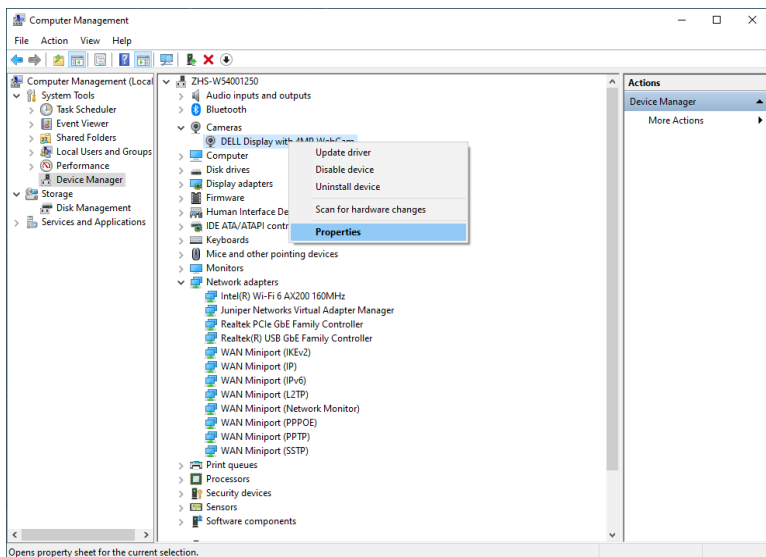 Computer Management
File Action View Help
Computer Management (Local
System Tools
Task Scheduler
Event Viewer
Shared Folders
Local Users and Groups
Performance
Device Manager
Storage
Disk Management
Services and Applications
ZHS-W54001250
Audio inputs and outputs
Bluetooth
Cameras
DELL Display with 4MP WebCam
Computer
Disk drives
Display adapters
Firmware
Human Interface De
IDE ATA/ATAPI contr
Keyboards
Mice and other pointing devices
Monitors
Network adapters
Intel(R) Wi-Fi 6 AX200 160MHz
Juniper Networks Virtual Adapter Manager
Realtek PCIe GbE Family Controller
Realtek(R) USB GbE Family Controller
WAN Miniport (IKEv2)
WAN Miniport (IP)
WAN Miniport (IPv6)
WAN Miniport (L2TP)
WAN Miniport (Network Monitor)
WAN Miniport (PPPOE)
WAN Miniport (PPTP)
WAN Miniport (SSTP)
Print queues
Processors
Security devices
Sensors
Software components
Update driver
Disable device
Uninstall device
Scan for hardware changes
Properties
Actions
Device Manager
More Actions
Opens property sheet for the current selection.